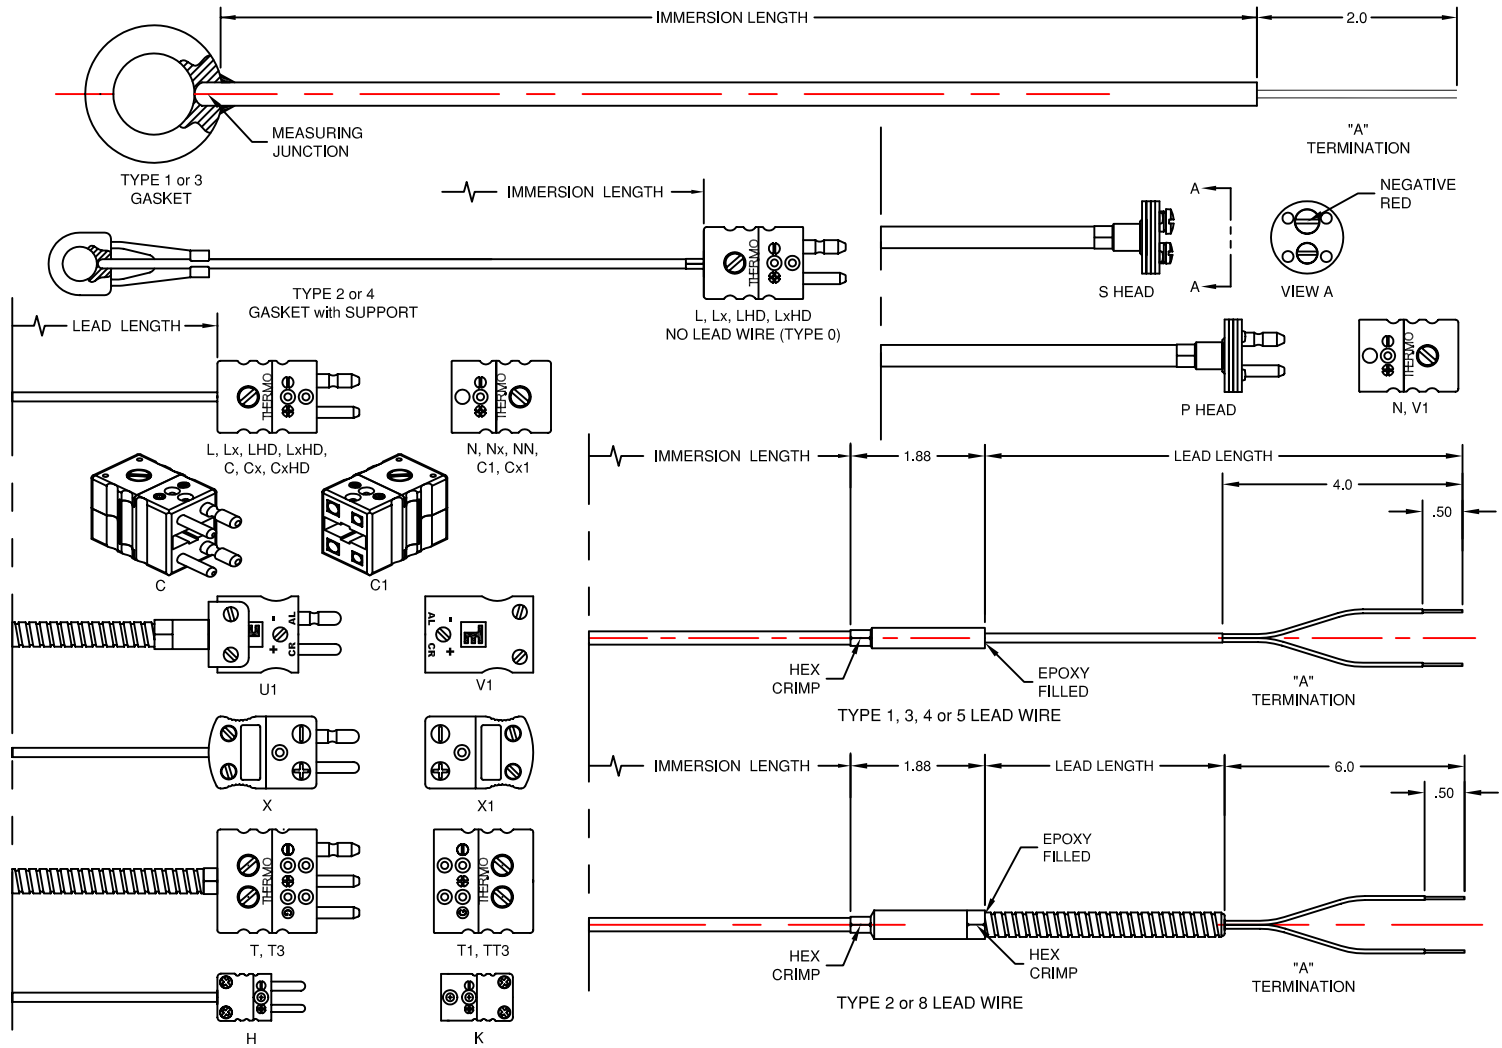 IMMERSION LENGTH
2.0
MEASURING
JUNCTION
"A"
TERMINATION
TYPE 1 or 3
GASKET
IMMERSION LENGTH
A
NEGATIVE
RED
THERMO
TYPE 2 or 4
GASKET with SUPPORT
S HEAD
A
VIEW A
L, Lx, LHD, LxHD
NO LEAD WIRE (TYPE 0)
LEAD LENGTH
THERMO
THERMO
THERMO
P HEAD
N, V1
L, Lx, LHD, LxHD,
C, Cx, CxHD
N, Nx, NN,
C1, Cx1
IMMERSION LENGTH
1.88
LEAD LENGTH
4.0
.50
C
C1
AL
-
+
CR
U1
AL
-
+
CR
V1
HEX
CRIMP
EPOXY
FILLED
"A"
TERMINATION
TYPE 1, 3, 4 or 5 LEAD WIRE
X
X1
IMMERSION LENGTH
1.88
LEAD LENGTH
6.0
.50
THERMO
THERMO
T, T3
T1, TT3
EPOXY
FILLED
HEX
CRIMP
HEX
CRIMP
"A"
TERMINATION
TYPE 2 or 8 LEAD WIRE
H
K